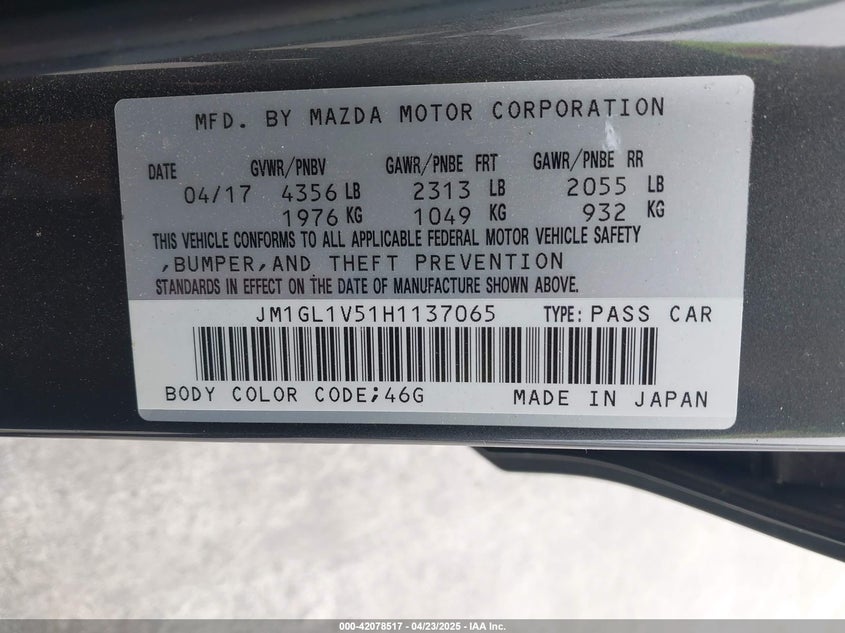 MFD. BY MAZDA MOTOR CORPORATION
DATE GVWR/PNBV GAWR/PNBE FRT GAWR/PNBE RR
04/17 4356 LB 2313 LB 2055 LB
1976 KG 1049 KG 932 KG
THIS VEHICLE CONFORMS TO ALL APPLICABLE FEDERAL MOTOR VEHICLE SAFETY
,BUMPER,AND THEFT PREVENTION
STANDARDS IN EFFECT ON THE DATE OF MANUFACTURE SHOWN ABOVE.
JM1GL1V51H1137065 TYPE: PASS CAR
BODY COLOR CODE;46G MADE IN JAPAN
000-42078517 - 04/23/2025 - IAA Inc.